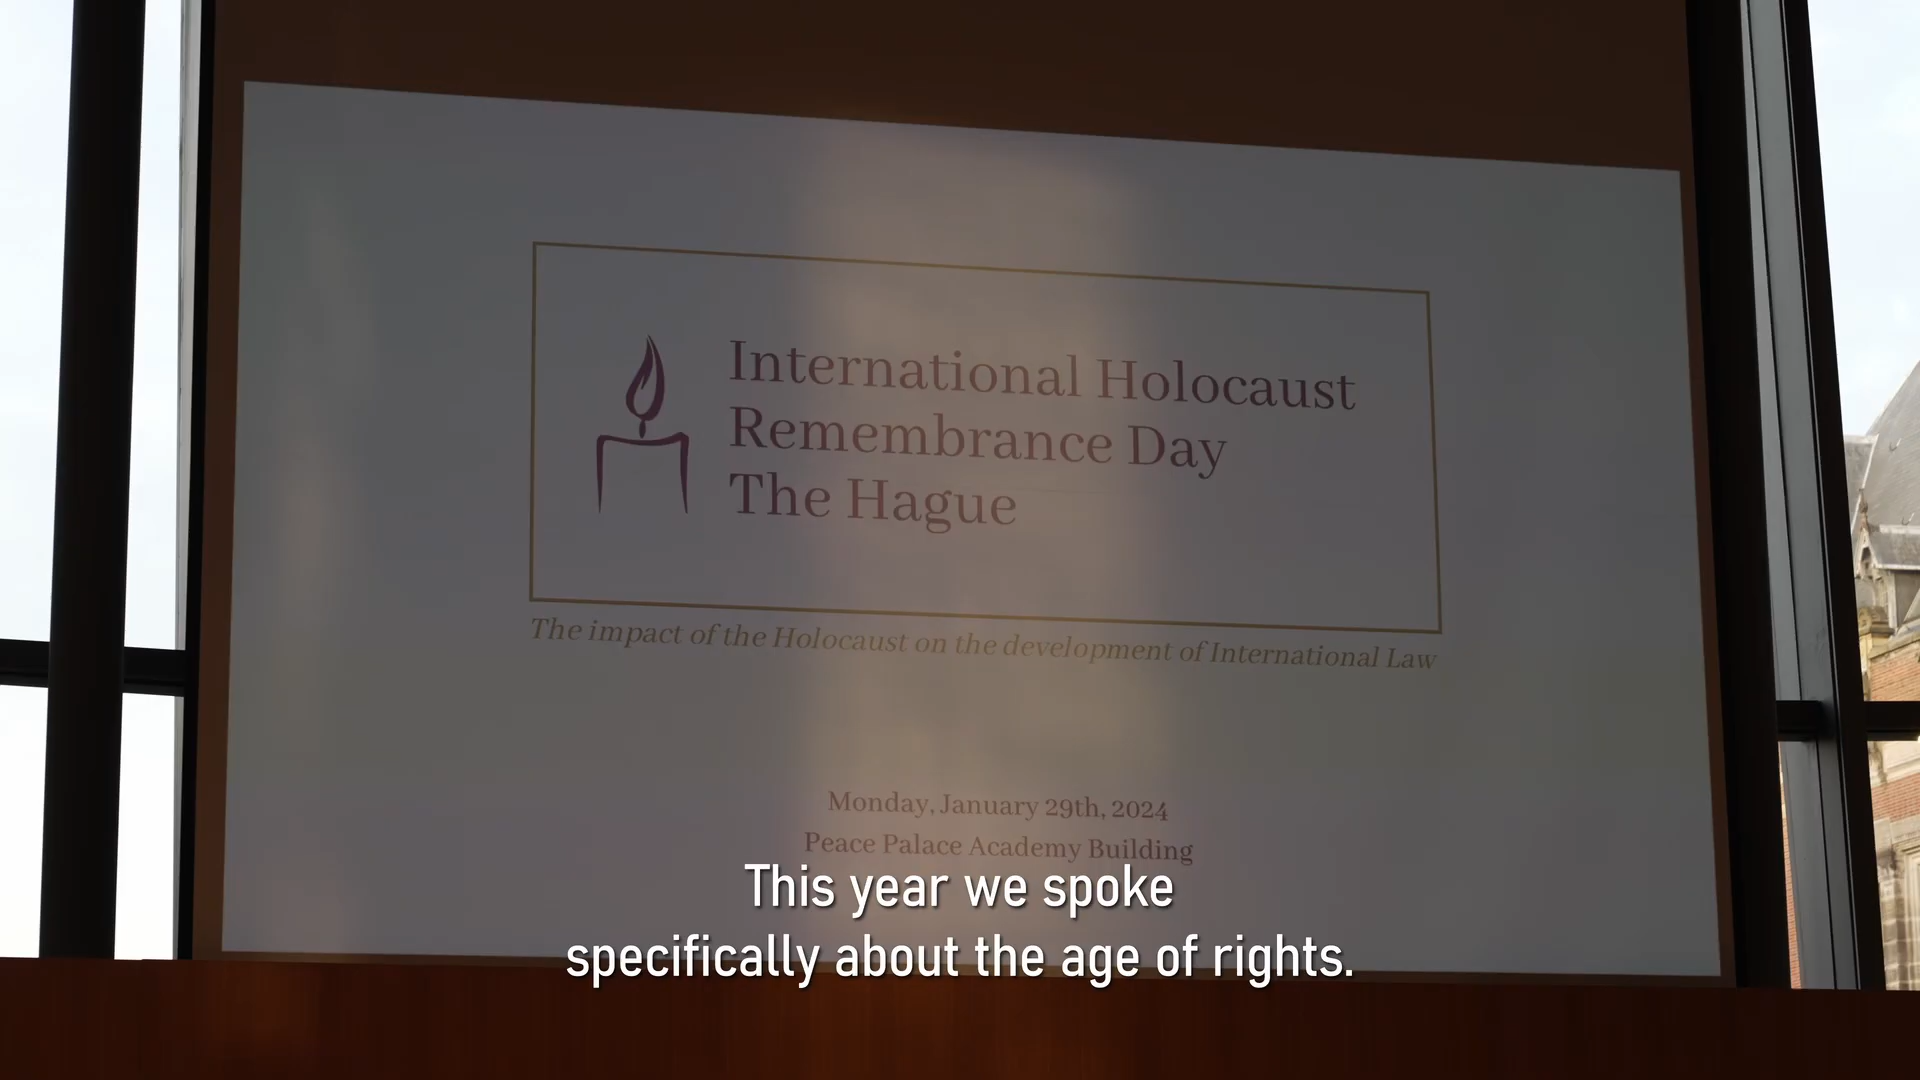 International Holocaust
Remembrance Day
The Hague
The impact of the Holocaust on the development of International Law
Monday, January 29th, 2024
Peace Palace Academy Building
This year we spoke
specifically about the age of rights.